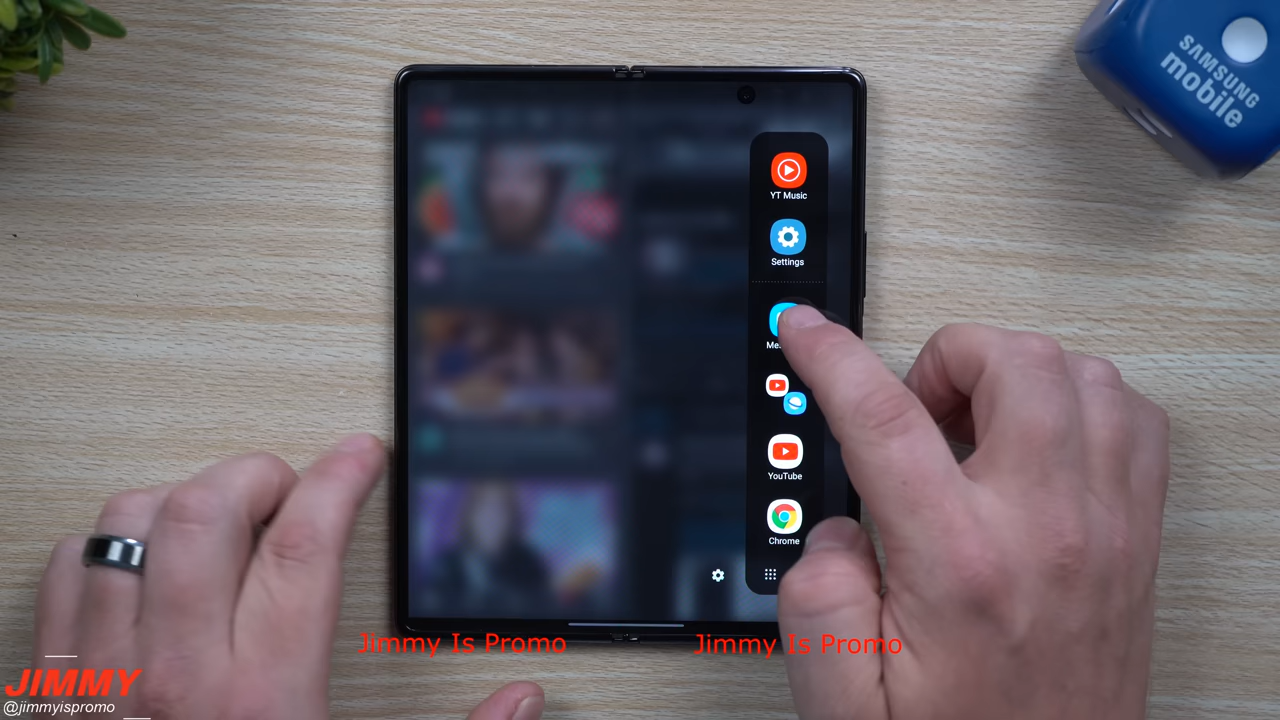 SAMSUNG
mobile
YT Music
Settings
YouTube
Chrome
Jimmy Is Promo
Jimmy Is Promo
JIMMY
@jimmyispromo